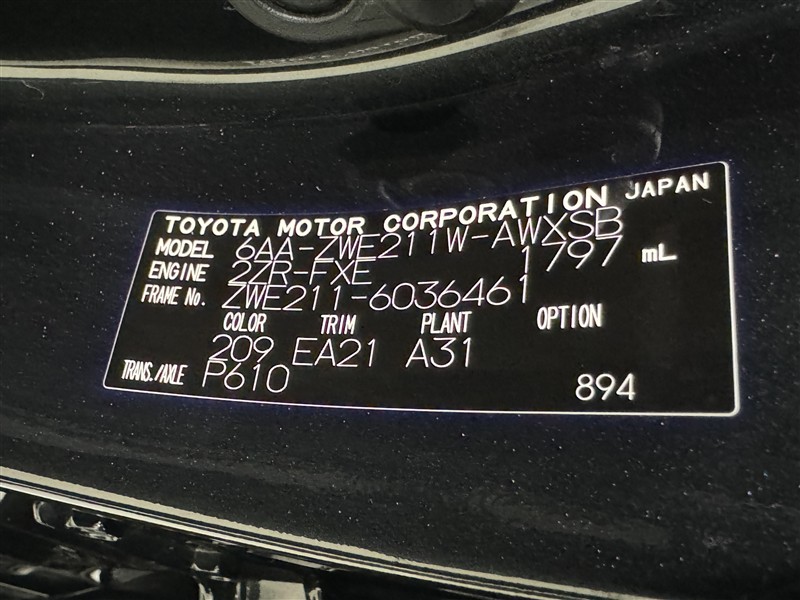 TOYOTA MOTOR CORPORATION JAPAN
MODEL 6AA-ZWE211W-AWXSB
ENGINE 2ZR-FXE 1797 mL
FRAME No. ZWE211-6036461
COLOR TRIM PLANT OPTION
209 EA21 A31
TRANS./AXLE P610 894